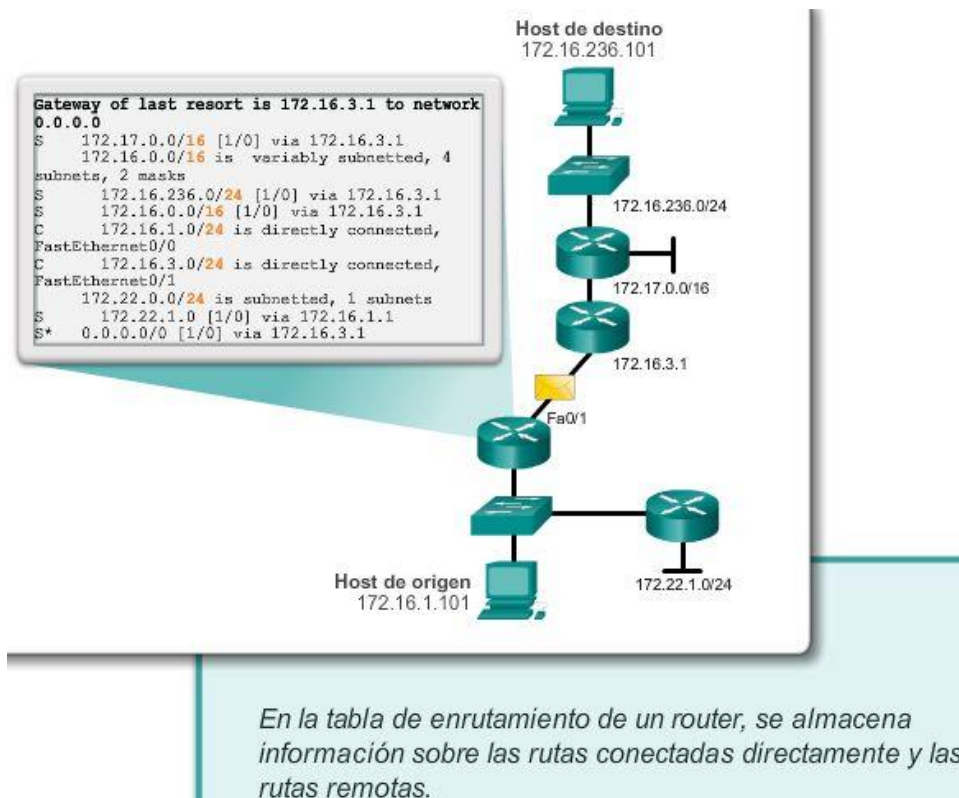 Host de destino
172.16.236.101
Gateway of last resort is 172.16.3.1 to network
0.0.0.0
S 172.17.0.0/16 [1/0] via 172.16.3.1
172.16.0.0/16 is variably subnetted, 4
subnets, 2 masks
S 172.16.236.0/24 [1/0] via 172.16.3.1
S 172.16.0.0/16 [1/0] via 172.16.3.1
C 172.16.1.0/24 is directly connected,
FastEthernet0/0
C 172.16.3.0/24 is directly connected,
FastEthernet0/1
172.22.0.0/24 is subnetted, 1 subnets
S 172.22.1.0 [1/0] via 172.16.1.1
S* 0.0.0.0/0 [1/0] via 172.16.3.1
172.16.236.0/24
172.17.0.0/16
172.16.3.1
Fa0/1
Host de origen
172.16.1.101
172.22.1.0/24
En la tabla de enrutamiento de un router, se almacena
información sobre las rutas conectadas directamente y las
rutas remotas.